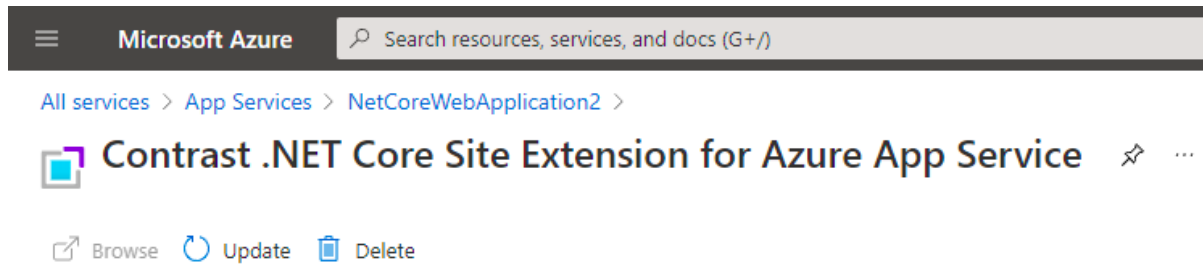 Microsoft Azure Search resources, services, and docs (G+/)
All services > App Services > NetCoreWebApplication2 >
Contrast .NET Core Site Extension for Azure App Service ...
Browse Update Delete